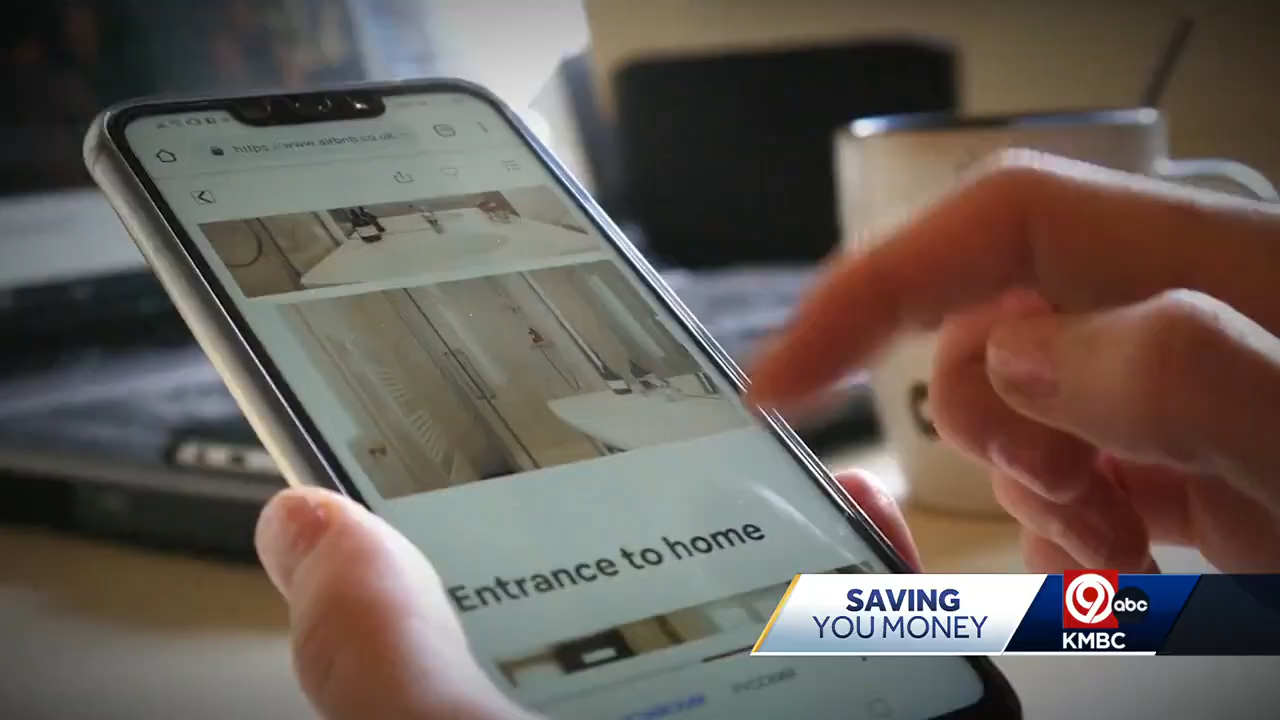 https://www.airbnb.co.uk
Entrance to home
SAVING
YOU MONEY
9
abc
KMBC